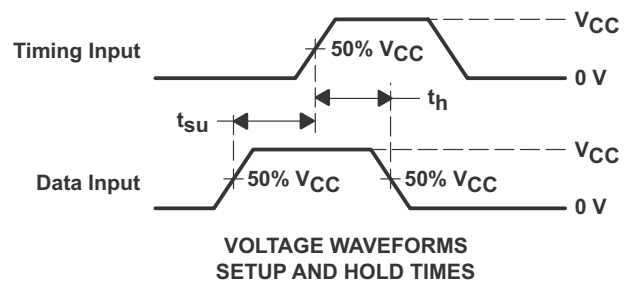 VCC
Timing Input
50% VCC
0 V
th
tsu
VCC
Data Input
50% VCC
50% VCC
0 V
VOLTAGE WAVEFORMS
SETUP AND HOLD TIMES